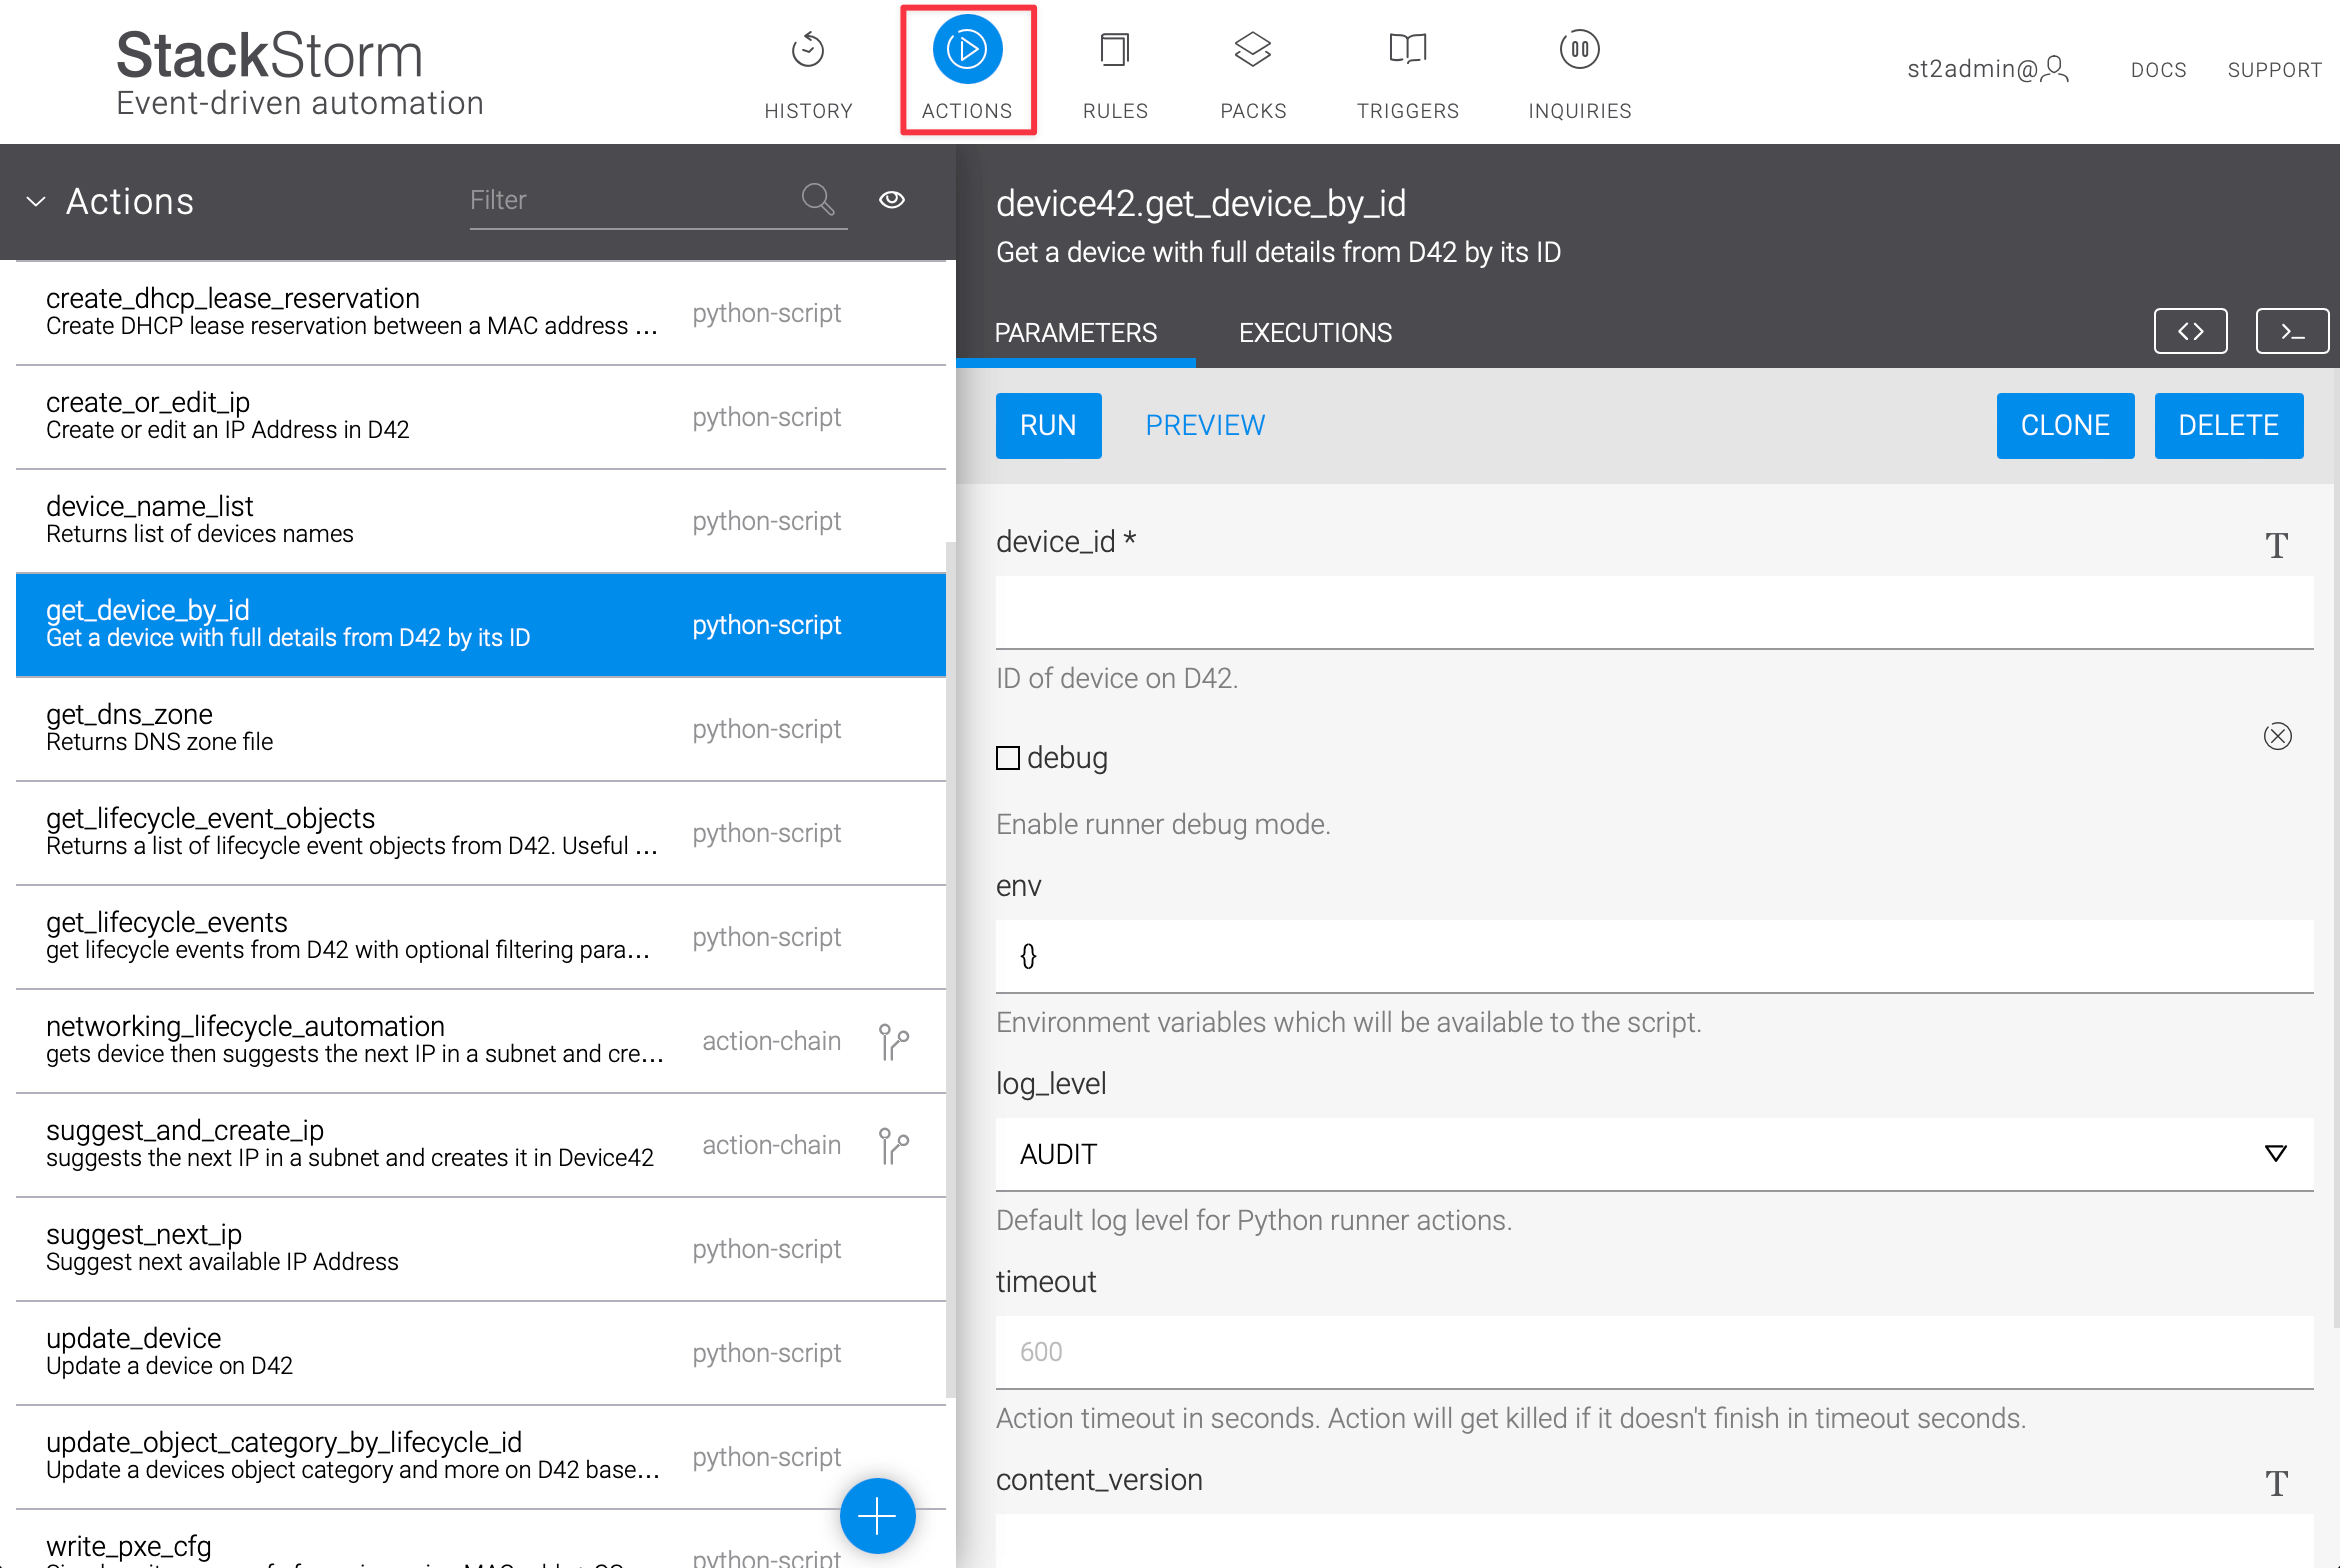 StackStorm
Event-driven automation
HISTORY
ACTIONS
RULES
PACKS
TRIGGERS
INQUIRIES
st2admin@
DOCS
SUPPORT
Actions
Filter
create_dhcp_lease_reservation
Create DHCP lease reservation between a MAC address ...
python-script
create_or_edit_ip
Create or edit an IP Address in D42
python-script
device_name_list
Returns list of devices names
python-script
get_device_by_id
Get a device with full details from D42 by its ID
python-script
get_dns_zone
Returns DNS zone file
python-script
get_lifecycle_event_objects
Returns a list of lifecycle event objects from D42. Useful ...
python-script
get_lifecycle_events
get lifecycle events from D42 with optional filtering para...
python-script
networking_lifecycle_automation
gets device then suggests the next IP in a subnet and cre...
action-chain
suggest_and_create_ip
suggests the next IP in a subnet and creates it in Device42
action-chain
suggest_next_ip
Suggest next available IP Address
python-script
update_device
Update a device on D42
python-script
update_object_category_by_lifecycle_id
Update a devices object category and more on D42 base...
python-script
write_pxe_cfg
python-script
device42.get_device_by_id
Get a device with full details from D42 by its ID
PARAMETERS
EXECUTIONS
RUN
PREVIEW
CLONE
DELETE
device_id *
T
ID of device on D42.
debug
Enable runner debug mode.
env
{}
Environment variables which will be available to the script.
log_level
AUDIT
Default log level for Python runner actions.
timeout
600
Action timeout in seconds. Action will get killed if it doesn't finish in timeout seconds.
content_version
T